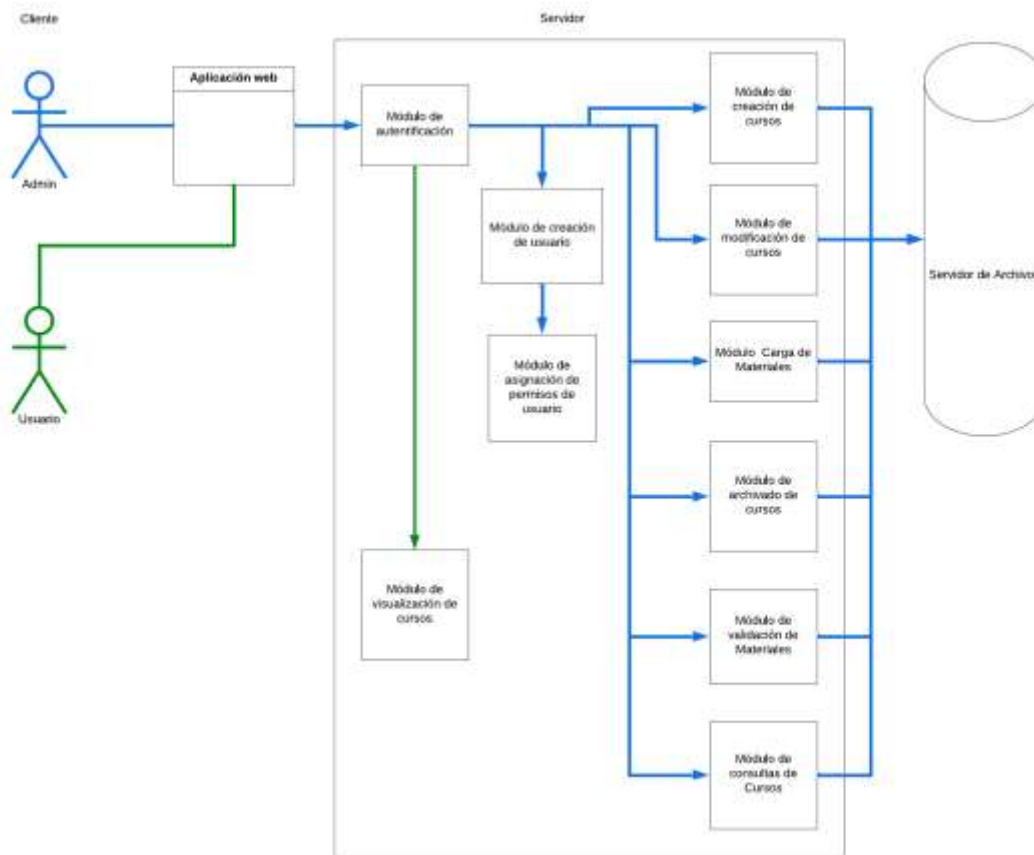 Cliente
Servidor
Aplicación web
Admin
Usuario
Módulo de
autentificación
Módulo de creación
de usuario
Módulo de
asignación de
permisos de
usuario
Módulo de
visualización de
cursos.
Módulo de
creación de
cursos
Módulo de
modificación de
cursos
Módulo Carga de
Materiales
Módulo de
archivado de
cursos
Módulo de
validación de
Materiales
Módulo de
consultas de
Cursos
Servidor de Archivo